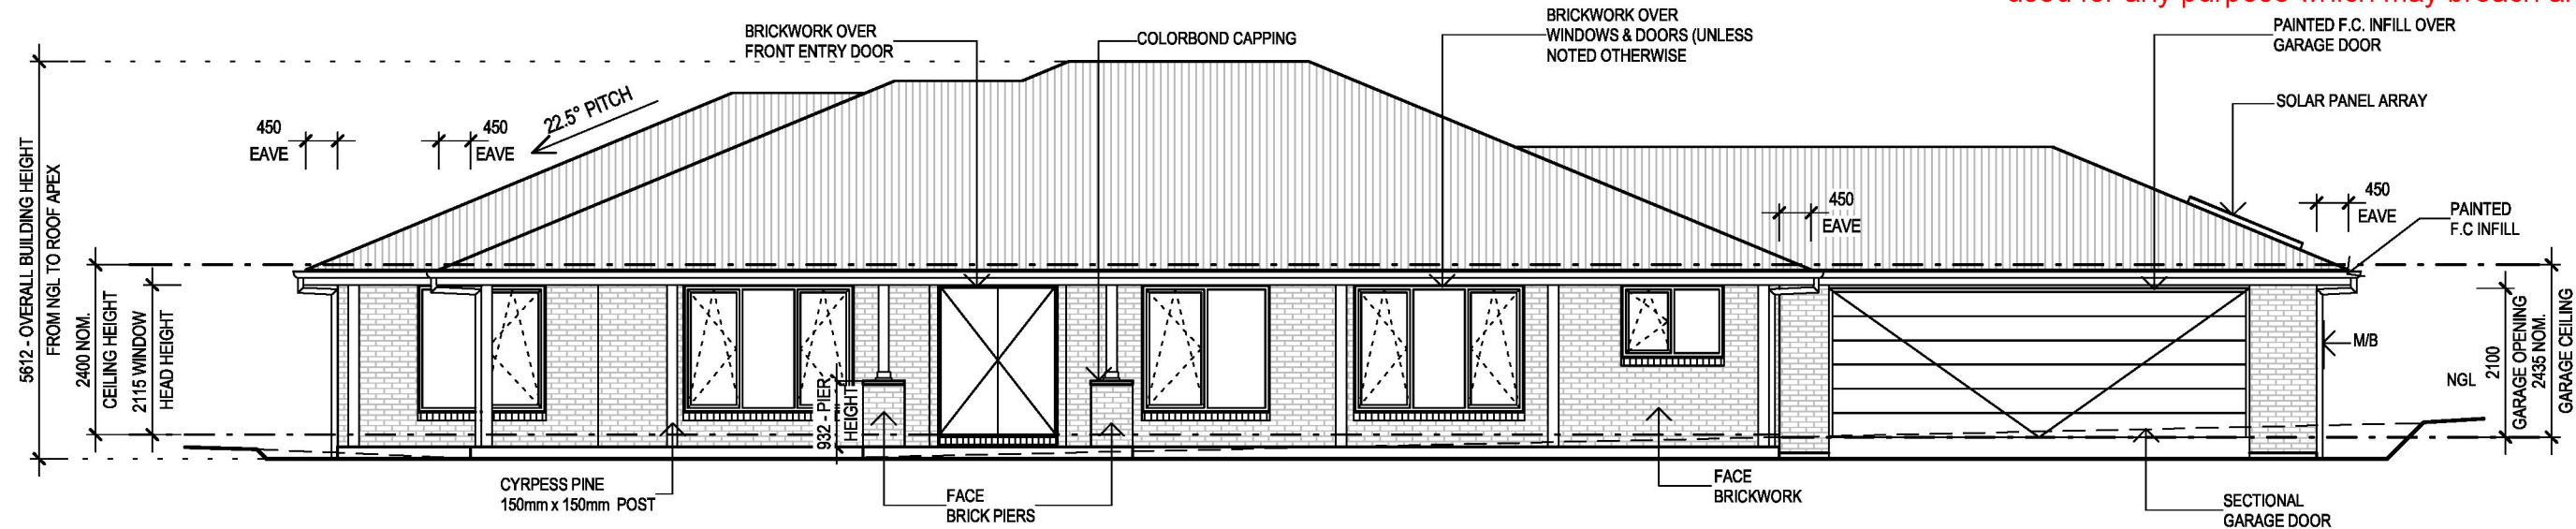 used for any purpose which may breach an
BRICKWORK OVER
FRONT ENTRY DOOR
COLORBOND CAPPING
BRICKWORK OVER
WINDOWS & DOORS (UNLESS
NOTED OTHERWISE
PAINTED F.C. INFILL OVER
GARAGE DOOR
SOLAR PANEL ARRAY
22.5° PITCH
450
EAVE
450
EAVE
450
EAVE
450
EAVE
PAINTED
F.C INFILL
5612 - OVERALL BUILDING HEIGHT
FROM NGL TO ROOF APEX
2400 NOM.
CEILING HEIGHT
2115 WINDOW
HEAD HEIGHT
932 - PIER
HEIGHT
M/B
NGL
2100
GARAGE OPENING
2435 NOM.
GARAGE CEILING
CYRPESS PINE
150mm x 150mm POST
FACE
BRICK PIERS
FACE
BRICKWORK
SECTIONAL
GARAGE DOOR